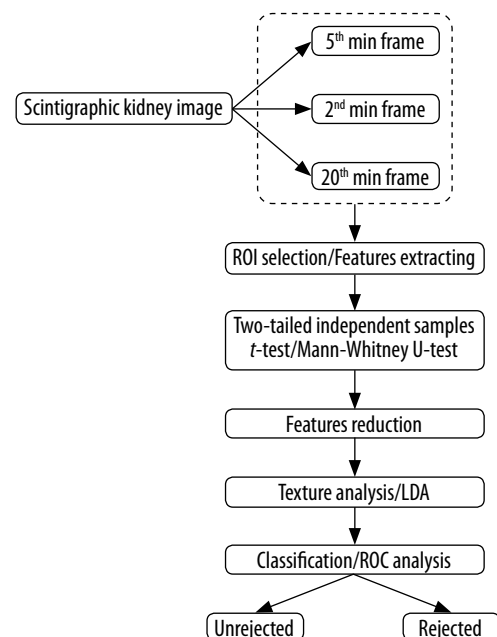 5th min frame
Scintigraphic kidney image
2nd min frame
20th min frame
ROI selection/Features extracting
Two-tailed independent samples
t-test/Mann-Whitney U-test
Features reduction
Texture analysis/LDA
Classification/ROC analysis
Unrejected
Rejected